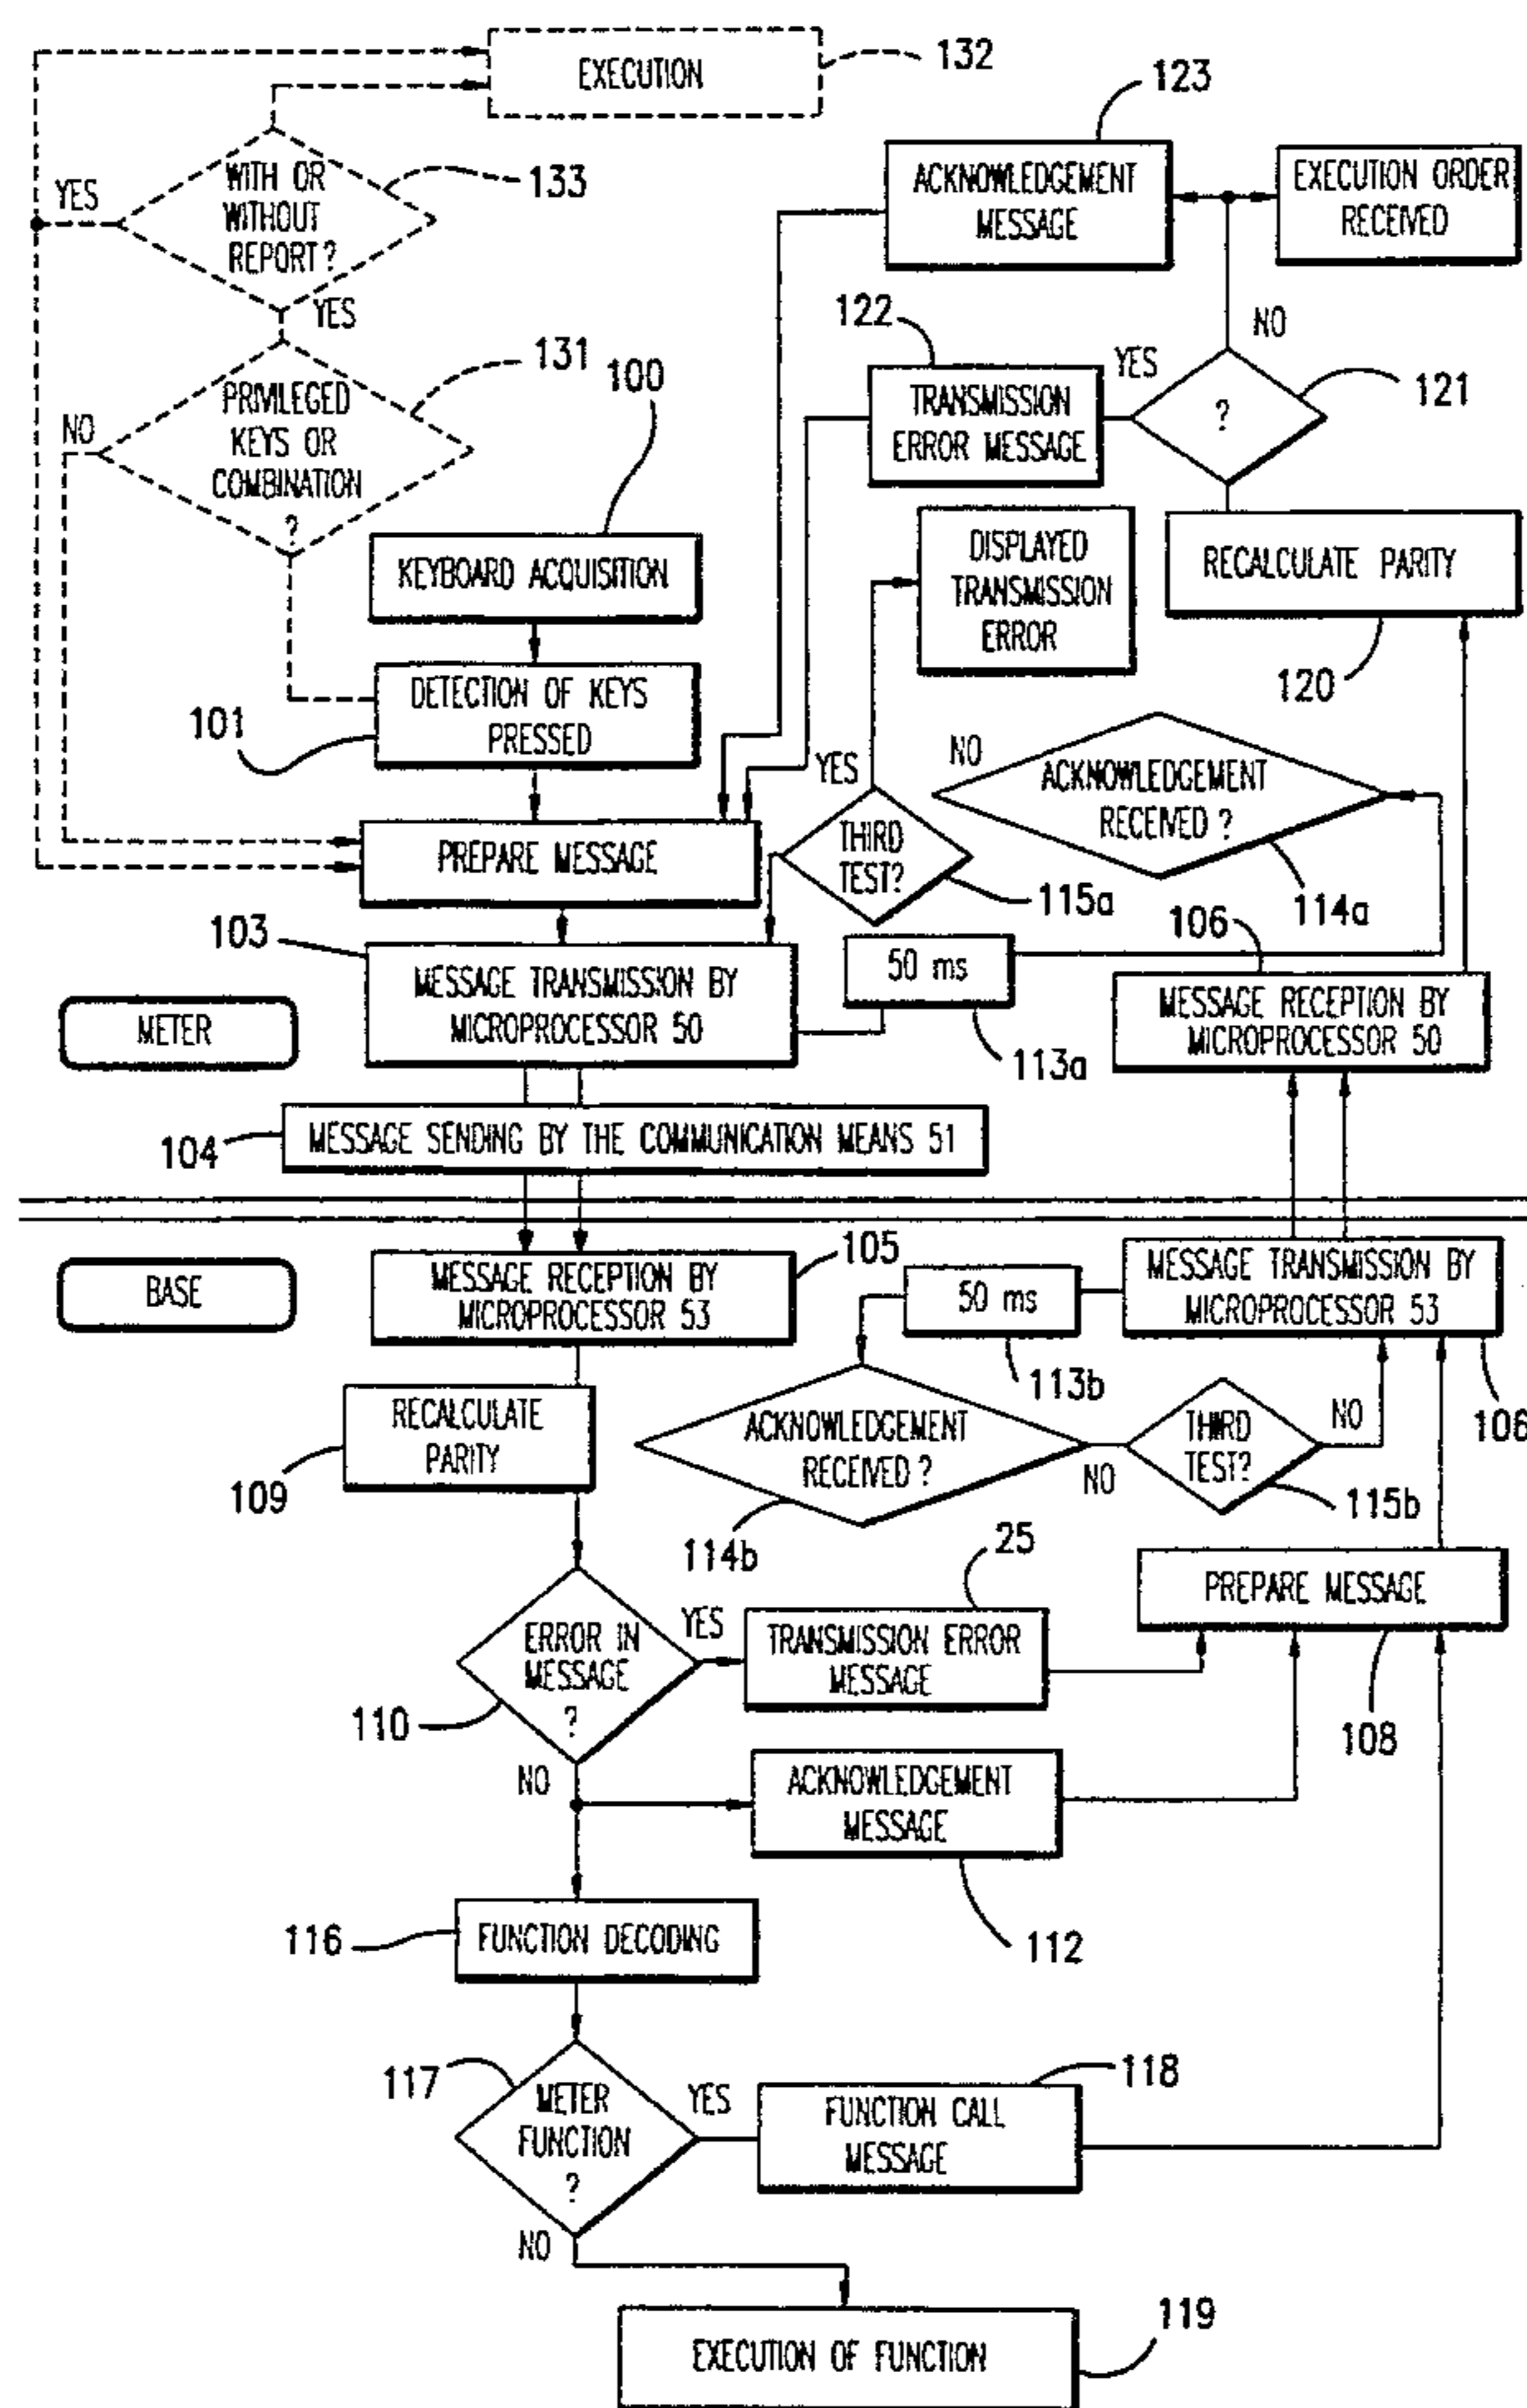 EXECUTION
132
123
WITH OR
WITHOUT
REPORT?
133
YES
YES
ACKNOWLEDGEMENT
MESSAGE
EXECUTION ORDER
RECEIVED
122
NO
PRIVILEGED
KEYS OR
COMBINATION
?
131
NO
100
TRANSMISSION
ERROR MESSAGE
YES
?
121
KEYBOARD ACQUISITION
DISPLAYED
TRANSMISSION
ERROR
RECALCULATE PARITY
120
DETECTION OF KEYS
PRESSED
101
YES
NO
ACKNOWLEDGEMENT
RECEIVED ?
114a
PREPARE MESSAGE
THIRD
TEST?
115a
103
MESSAGE TRANSMISSION BY
MICROPROCESSOR 50
50 ms
113a
106
MESSAGE RECEPTION BY
MICROPROCESSOR 50
METER
104
MESSAGE SENDING BY THE COMMUNICATION MEANS 51
BASE
MESSAGE RECEPTION BY
MICROPROCESSOR 53
105
50 ms
113b
MESSAGE TRANSMISSION BY
MICROPROCESSOR 53
106
RECALCULATE
PARITY
109
ACKNOWLEDGEMENT
RECEIVED ?
114b
NO
THIRD
TEST?
NO
115b
25
ERROR IN
MESSAGE
?
110
YES
TRANSMISSION ERROR
MESSAGE
PREPARE MESSAGE
108
NO
ACKNOWLEDGEMENT
MESSAGE
112
116
FUNCTION DECODING
117
METER
FUNCTION
?
YES
FUNCTION CALL
MESSAGE
118
NO
EXECUTION OF FUNCTION
119